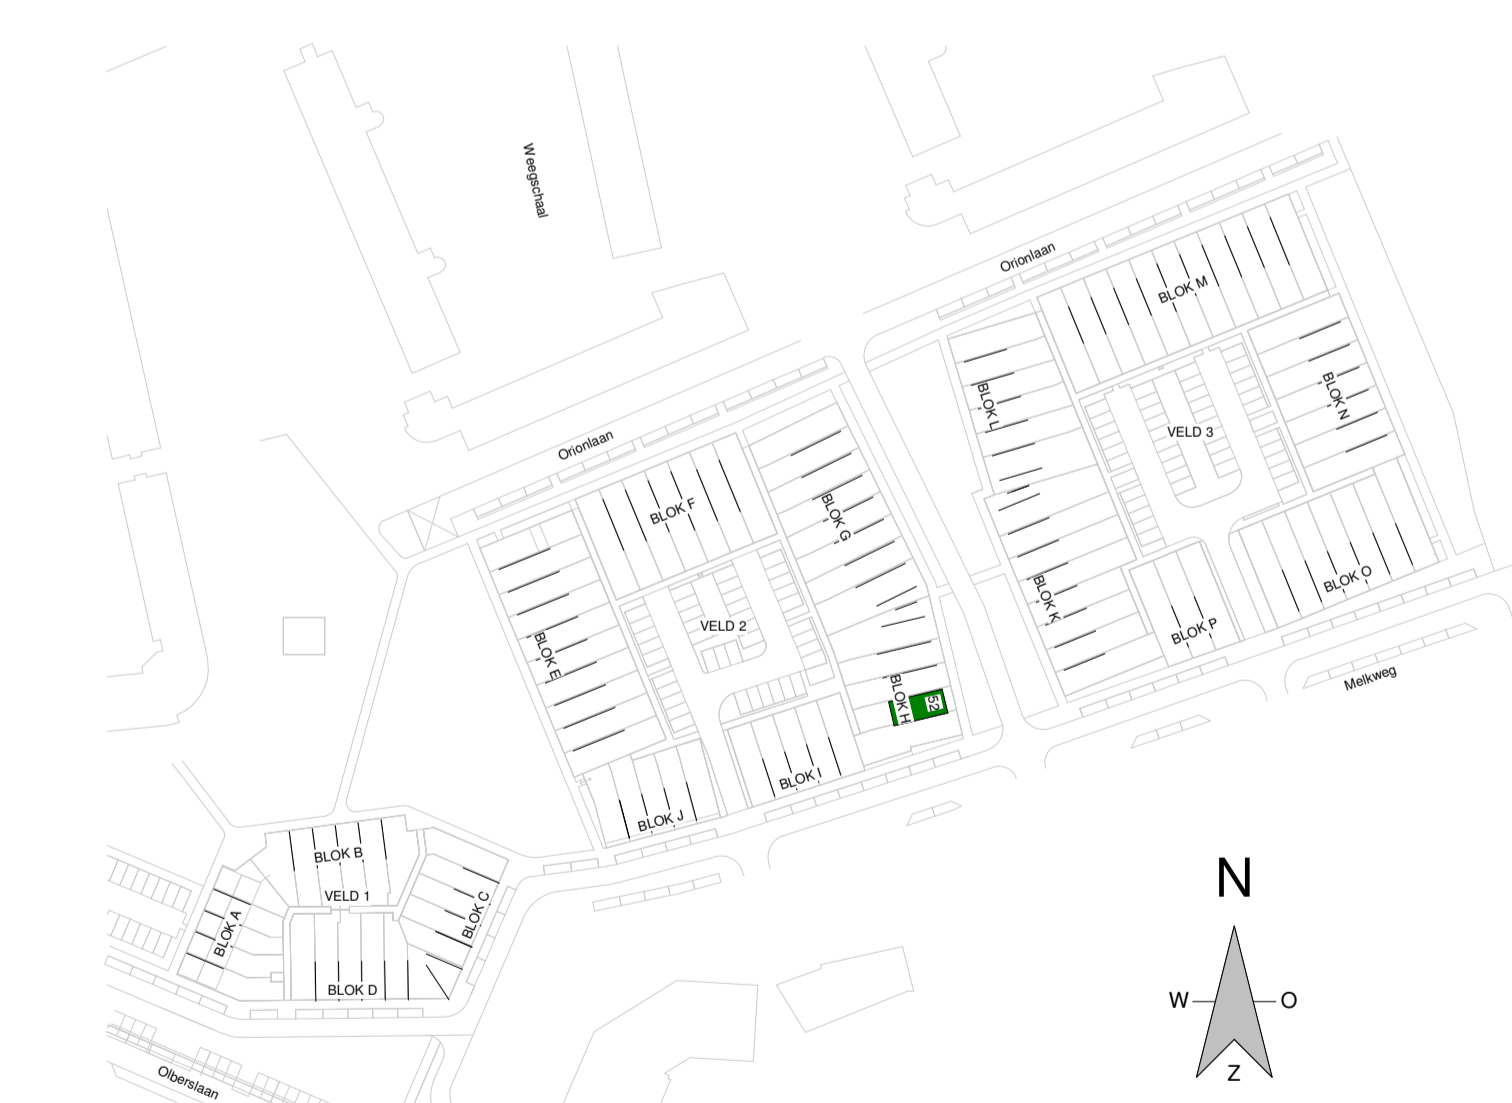 Weegschaal
Orionlaan
BLOK M
BLOK L
BLOK N
VELD 3
Orionlaan
BLOK F
BLOK G
BLOK O
BLOK K
VELD 2
BLOK P
BLOK E
Melkweg
BLOK H
52
BLOK I
BLOK J
BLOK B
VELD 1
BLOK C
BLOK A
BLOK D
Olberslaan
N
W
O
Z